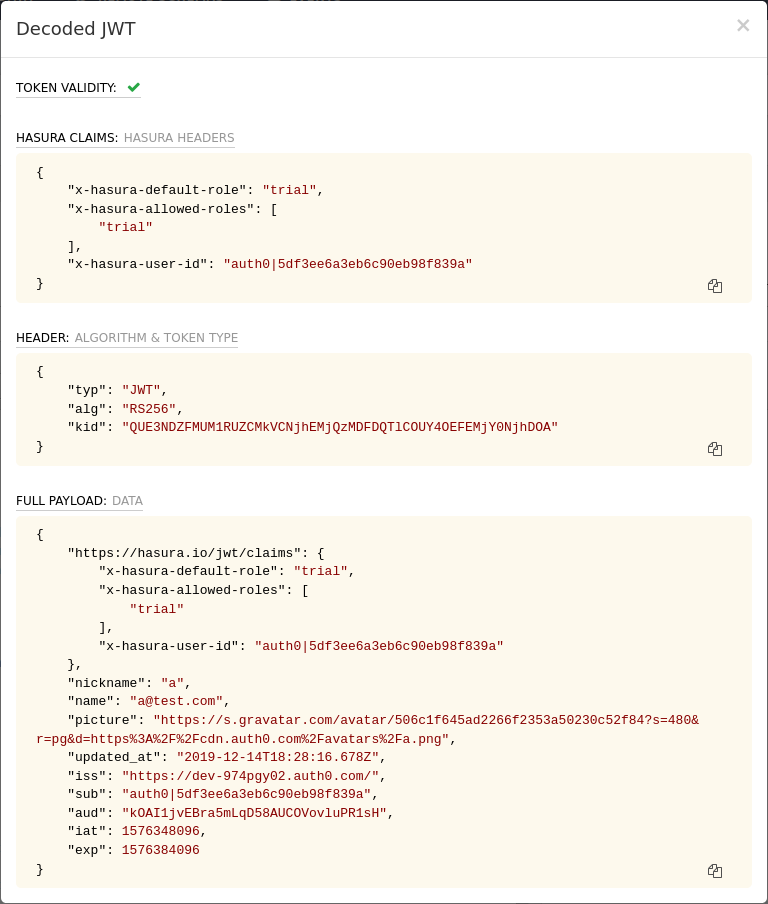 Decoded JWT
×
TOKEN VALIDITY: ✔
HASURA CLAIMS: HASURA HEADERS
{
    "x-hasura-default-role": "trial",
    "x-hasura-allowed-roles": [
        "trial"
    ],
    "x-hasura-user-id": "auth0|5df3ee6a3eb6c90eb98f839a"
}
HEADER: ALGORITHM & TOKEN TYPE
{
    "typ": "JWT",
    "alg": "RS256",
    "kid": "QUE3NDZFMUM1RUZCMkVCNjhEMjQzMDFDQTlCOUY4OEFEMjY0NjhDOA"
}
FULL PAYLOAD: DATA
{
    "https://hasura.io/jwt/claims": {
        "x-hasura-default-role": "trial",
        "x-hasura-allowed-roles": [
            "trial"
        ],
        "x-hasura-user-id": "auth0|5df3ee6a3eb6c90eb98f839a"
    },
    "nickname": "a",
    "name": "a@test.com",
    "picture": "https://s.gravatar.com/avatar/506c1f645ad2266f2353a50230c52f84?s=480&
r=pg&d=https%3A%2F%2Fcdn.auth0.com%2Favatars%2Fa.png",
    "updated_at": "2019-12-14T18:28:16.678Z",
    "iss": "https://dev-974pgy02.auth0.com/",
    "sub": "auth0|5df3ee6a3eb6c90eb98f839a",
    "aud": "kOAI1jvEBra5mLqD58AUCOVovluPR1sH",
    "iat": 1576348096,
    "exp": 1576384096
}